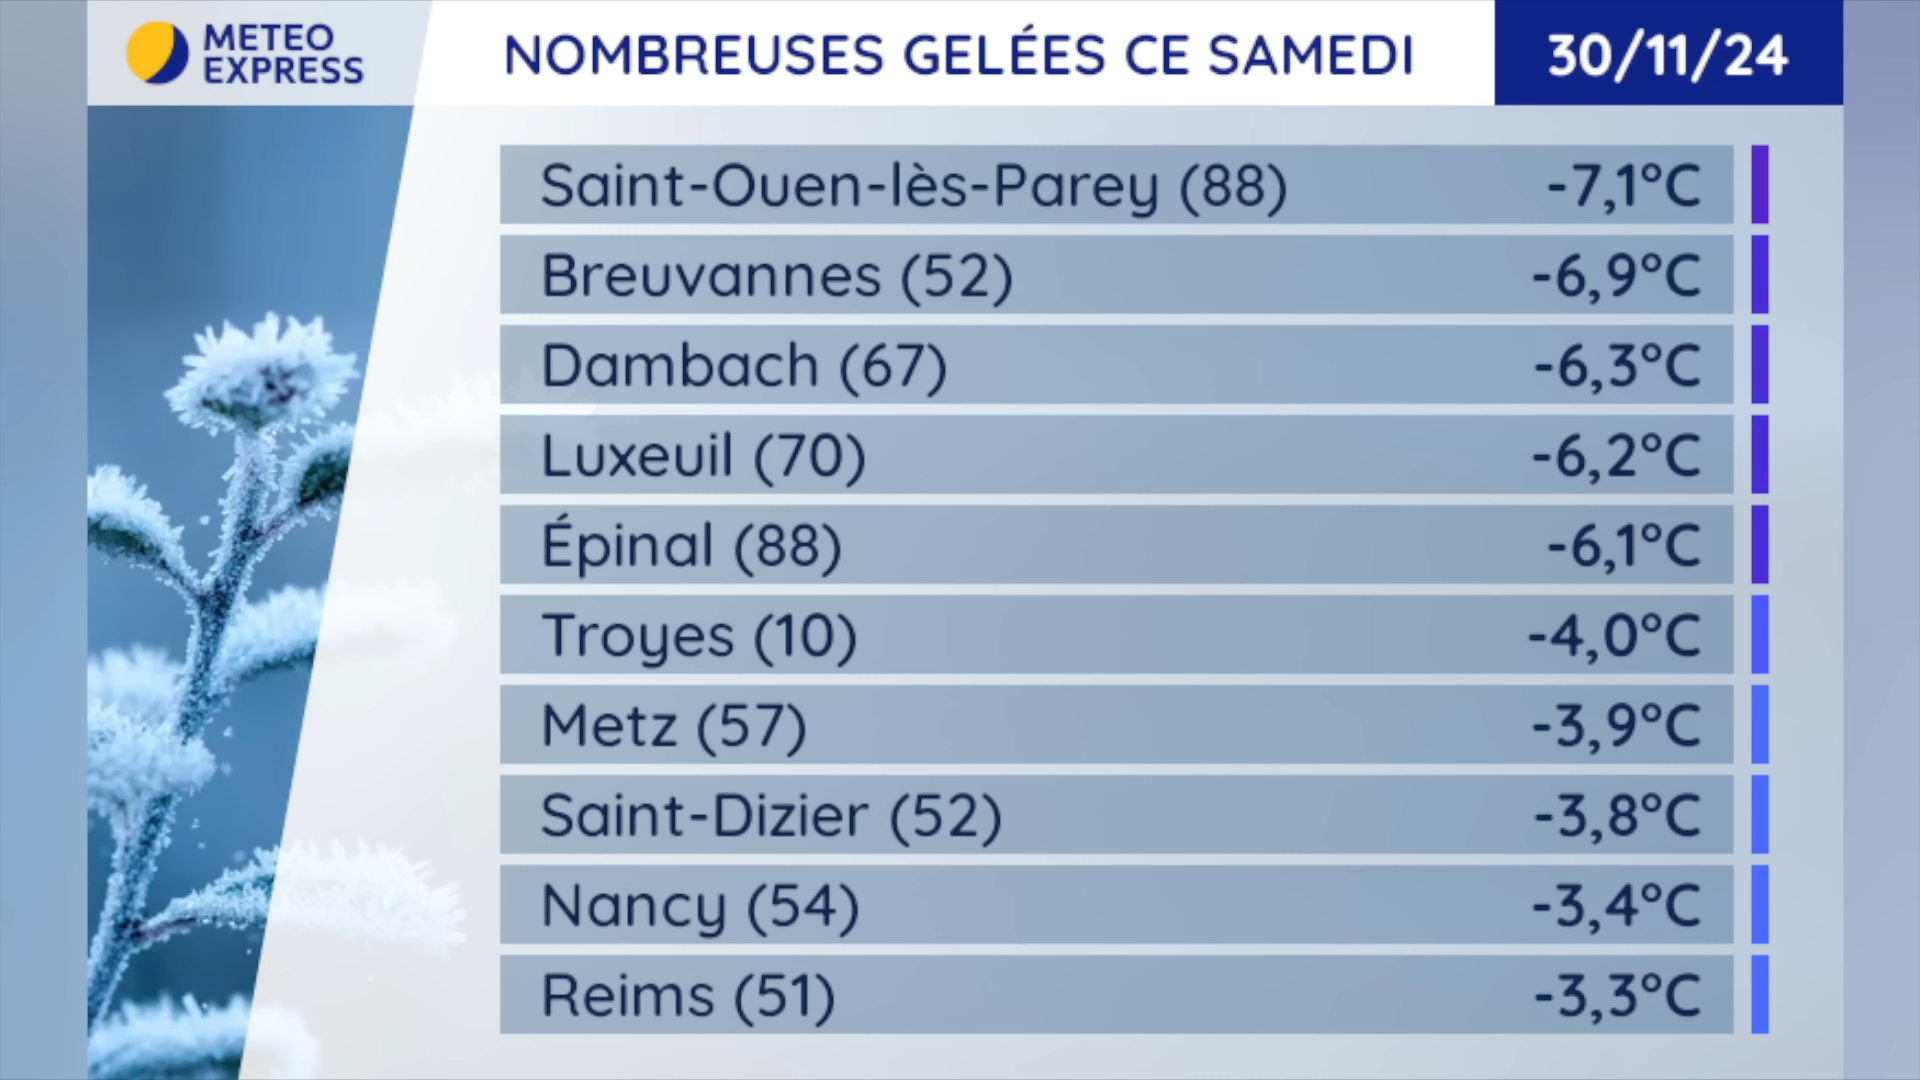 METEO
EXPRESS
NOMBREUSES GELÉES CE SAMEDI
30/11/24
Saint-Ouen-lès-Parey (88) -7,1°C
Breuvannes (52) -6,9°C
Dambach (67) -6,3°C
Luxeuil (70) -6,2°C
Épinal (88) -6,1°C
Troyes (10) -4,0°C
Metz (57) -3,9°C
Saint-Dizier (52) -3,8°C
Nancy (54) -3,4°C
Reims (51) -3,3°C